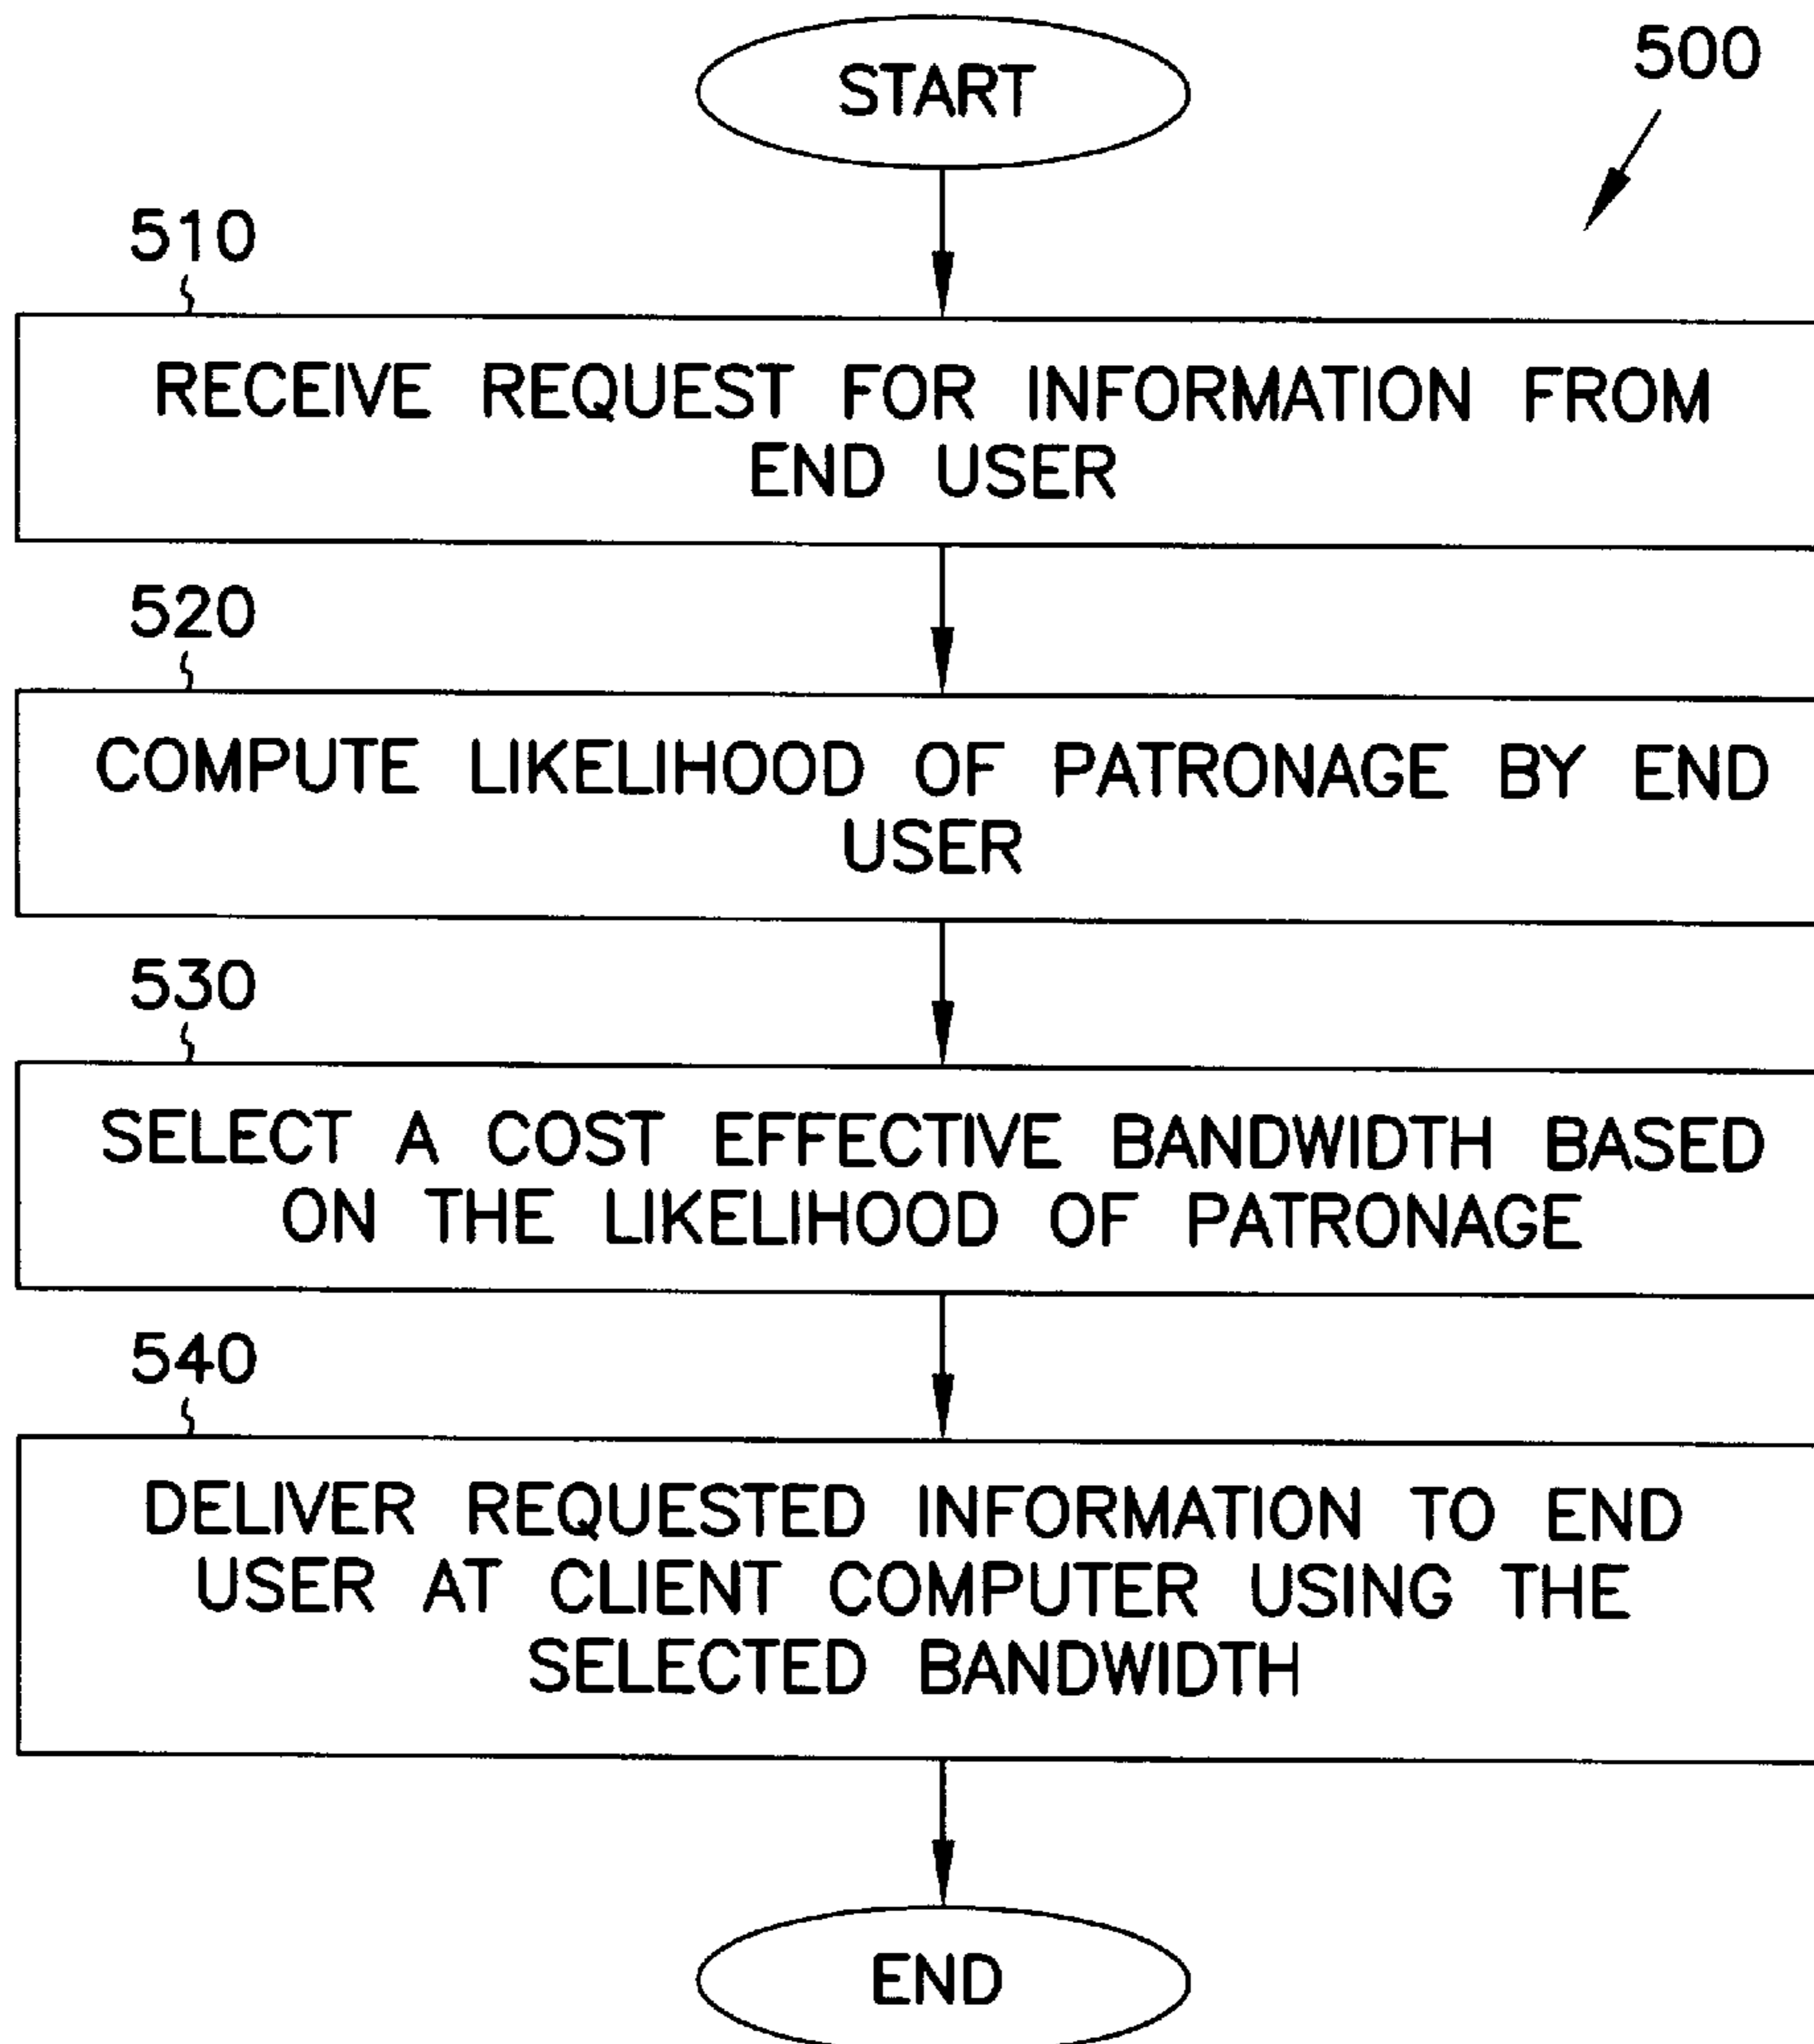 START
500
510
RECEIVE REQUEST FOR INFORMATION FROM
END USER
520
COMPUTE LIKELIHOOD OF PATRONAGE BY END
USER
530
SELECT A COST EFFECTIVE BANDWIDTH BASED
ON THE LIKELIHOOD OF PATRONAGE
540
DELIVER REQUESTED INFORMATION TO END
USER AT CLIENT COMPUTER USING THE
SELECTED BANDWIDTH
END